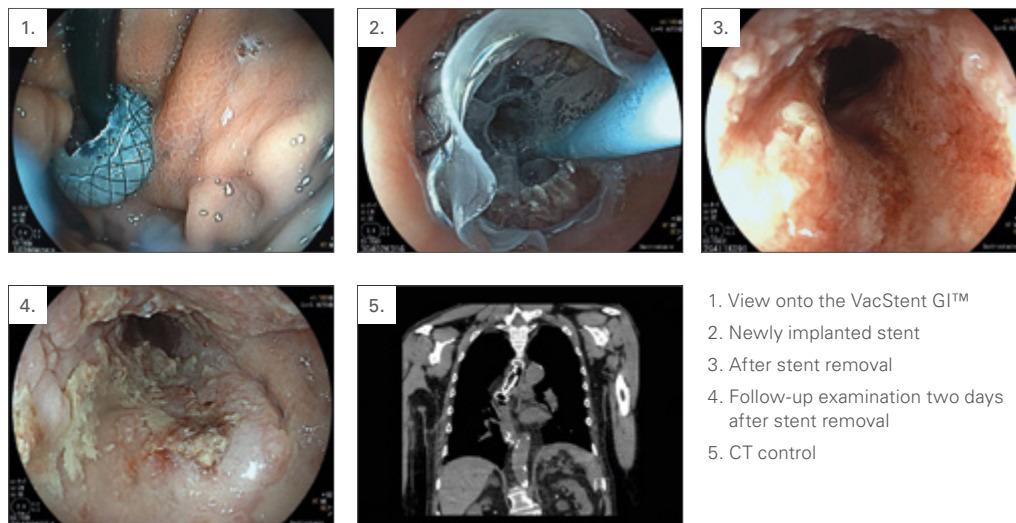 1.
2.
3.
4.
5.
1. View onto the VacStent GI™
2. Newly implanted stent
3. After stent removal
4. Follow-up examination two days
after stent removal
5. CT control